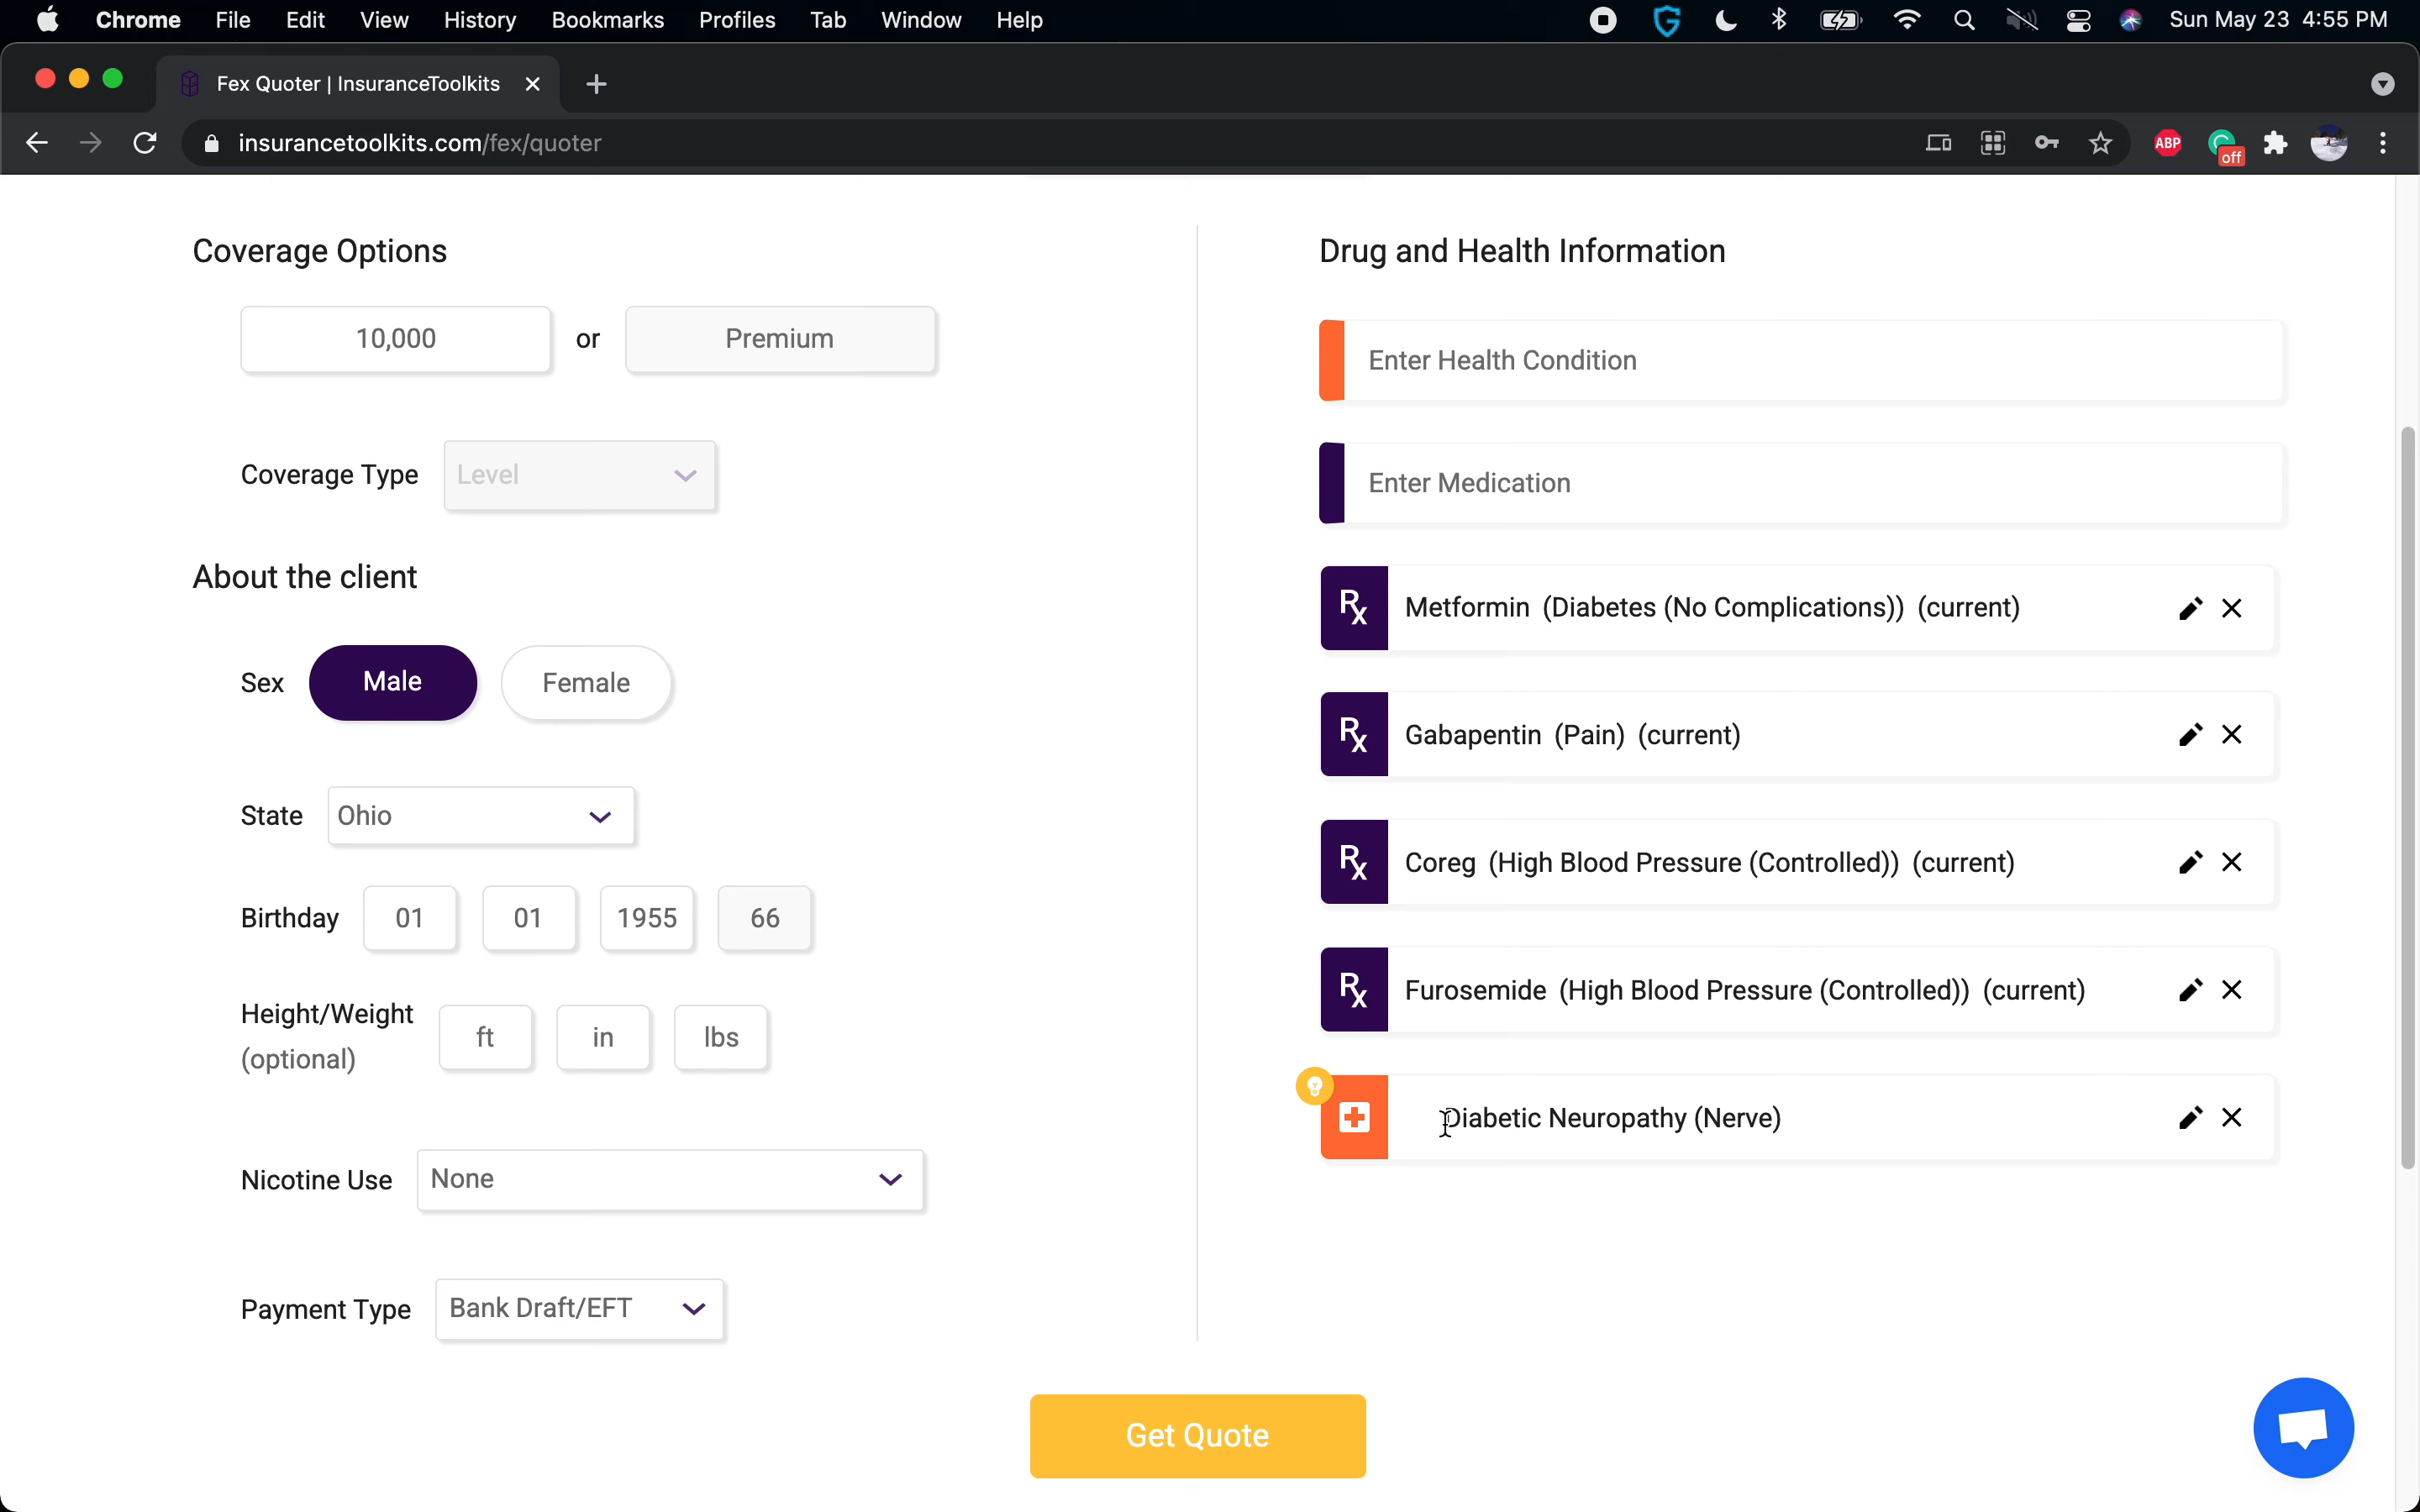 Chrome File Edit View History Bookmarks Profiles Tab Window Help Sun May 23 4:55 PM
Fex Quoter | InsuranceToolkits
insurancetoolkits.com/fex/quoter ABP off
Coverage Options
10,000 or Premium
Coverage Type Level
About the client
Sex Male Female
State Ohio
Birthday 01 01 1955 66
Height/Weight ft in lbs
(optional)
Nicotine Use None
Payment Type Bank Draft/EFT
Drug and Health Information
Enter Health Condition
Enter Medication
Rx Metformin (Diabetes (No Complications)) (current)
Rx Gabapentin (Pain) (current)
Rx Coreg (High Blood Pressure (Controlled)) (current)
Rx Furosemide (High Blood Pressure (Controlled)) (current)
Diabetic Neuropathy (Nerve)
Get Quote